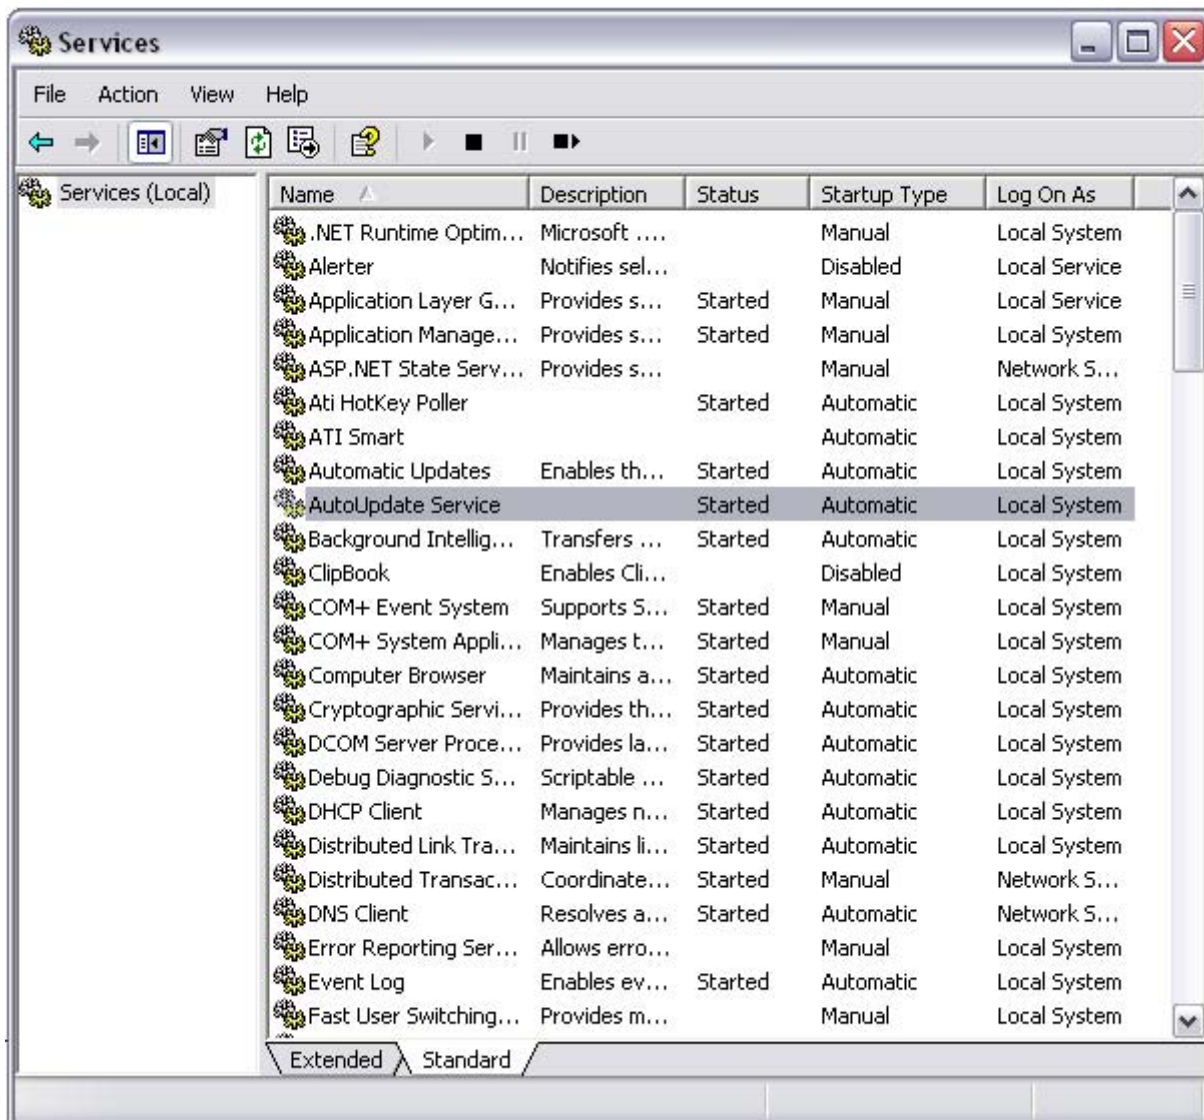 Services
File Action View Help
Services (Local)
Name Description Status Startup Type Log On As
.NET Runtime Optim... Microsoft .... Manual Local System
Alerter Notifies sel... Disabled Local Service
Application Layer G... Provides s... Started Manual Local Service
Application Manage... Provides s... Started Manual Local System
ASP.NET State Serv... Provides s... Manual Network S...
Ati HotKey Poller Started Automatic Local System
ATI Smart Automatic Local System
Automatic Updates Enables th... Started Automatic Local System
AutoUpdate Service Started Automatic Local System
Background Intellig... Transfers ... Started Automatic Local System
ClipBook Enables Cli... Disabled Local System
COM+ Event System Supports S... Started Manual Local System
COM+ System Appli... Manages t... Started Manual Local System
Computer Browser Maintains a... Started Automatic Local System
Cryptographic Servi... Provides th... Started Automatic Local System
DCOM Server Proce... Provides la... Started Automatic Local System
Debug Diagnostic S... Scriptable ... Started Automatic Local System
DHCP Client Manages n... Started Automatic Local System
Distributed Link Tra... Maintains li... Started Automatic Local System
Distributed Transac... Coordinate... Started Manual Network S...
DNS Client Resolves a... Started Automatic Network S...
Error Reporting Ser... Allows erro... Manual Local System
Event Log Enables ev... Started Automatic Local System
Fast User Switching... Provides m... Manual Local System
Extended Standard